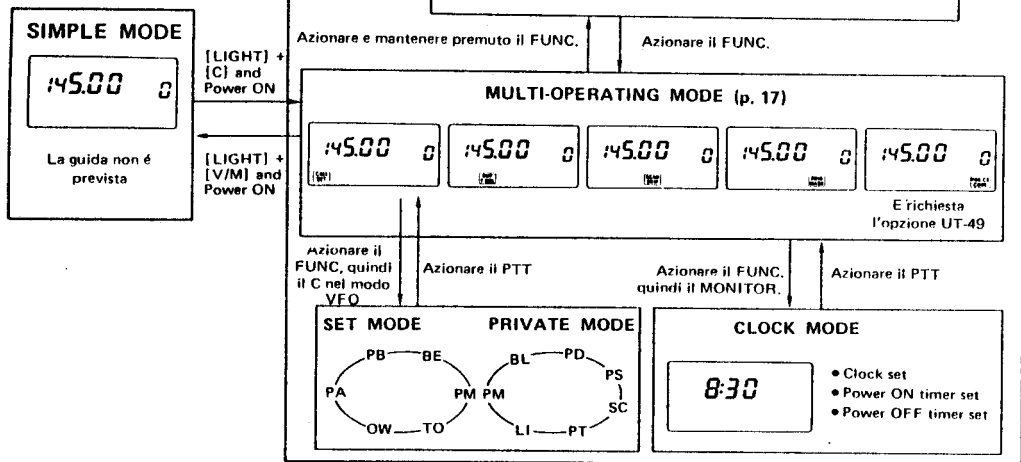 Azionare e mantenere premuto il FUNC.
Azionare il FUNC.
SIMPLE MODE
145.00 0
La guida non é
prevista
[LIGHT] +
[C] and
Power ON
[LIGHT] +
[V/M] and
Power ON
MULTI-OPERATING MODE (p. 17)
145.00 0
145.00 0
145.00 0
145.00 0
145.00 0
E richiesta
l'opzione UT-49
Azionare il
FUNC, quindi
il C nel modo
VFO
Azionare il PTT
Azionare il FUNC.
quindi il MONITOR.
Azionare il PTT
SET MODE
PB BE
PA PM
OW TO
PRIVATE MODE
BL PD
PS
PM SC
LI PT
CLOCK MODE
8:30
• Clock set
• Power ON timer set
• Power OFF timer set